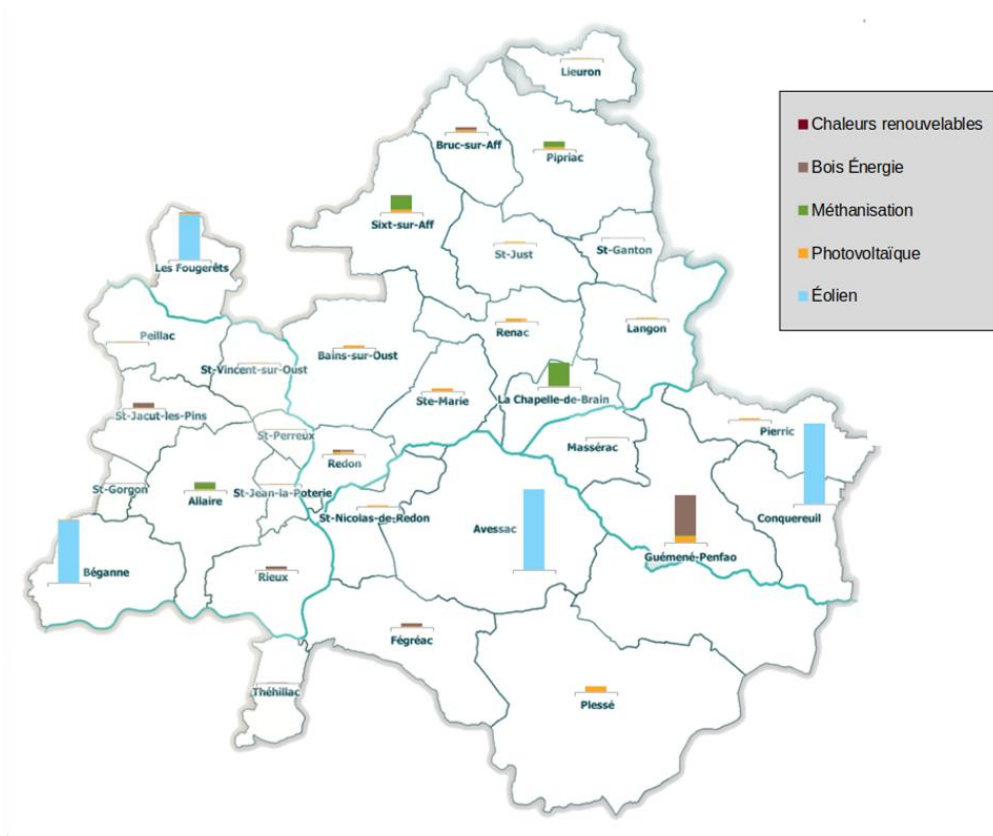 Lieuron
Chaleurs renouvelables
Bois Énergie
Méthanisation
Photovoltaïque
Éolien
Bruc-sur-Aff
Pipriac
Sixt-sur-Aff
St-Just
St-Ganton
Les Fougerêts
Peillac
Renac
Langon
Bains-sur-Oust
St-Vincent-sur-Oust
Ste-Marie
La Chapelle-de-Brain
St-Jacut-les-Pins
Pierric
St-Perreux
Massérac
Redon
St-Gorgon
Allaire
St-Jean-la-Poterie
St-Nicolas-de-Redon
Conquereuil
Avessac
Guémené-Penfao
Béganne
Rieux
Fégréac
Théhillac
Plessé